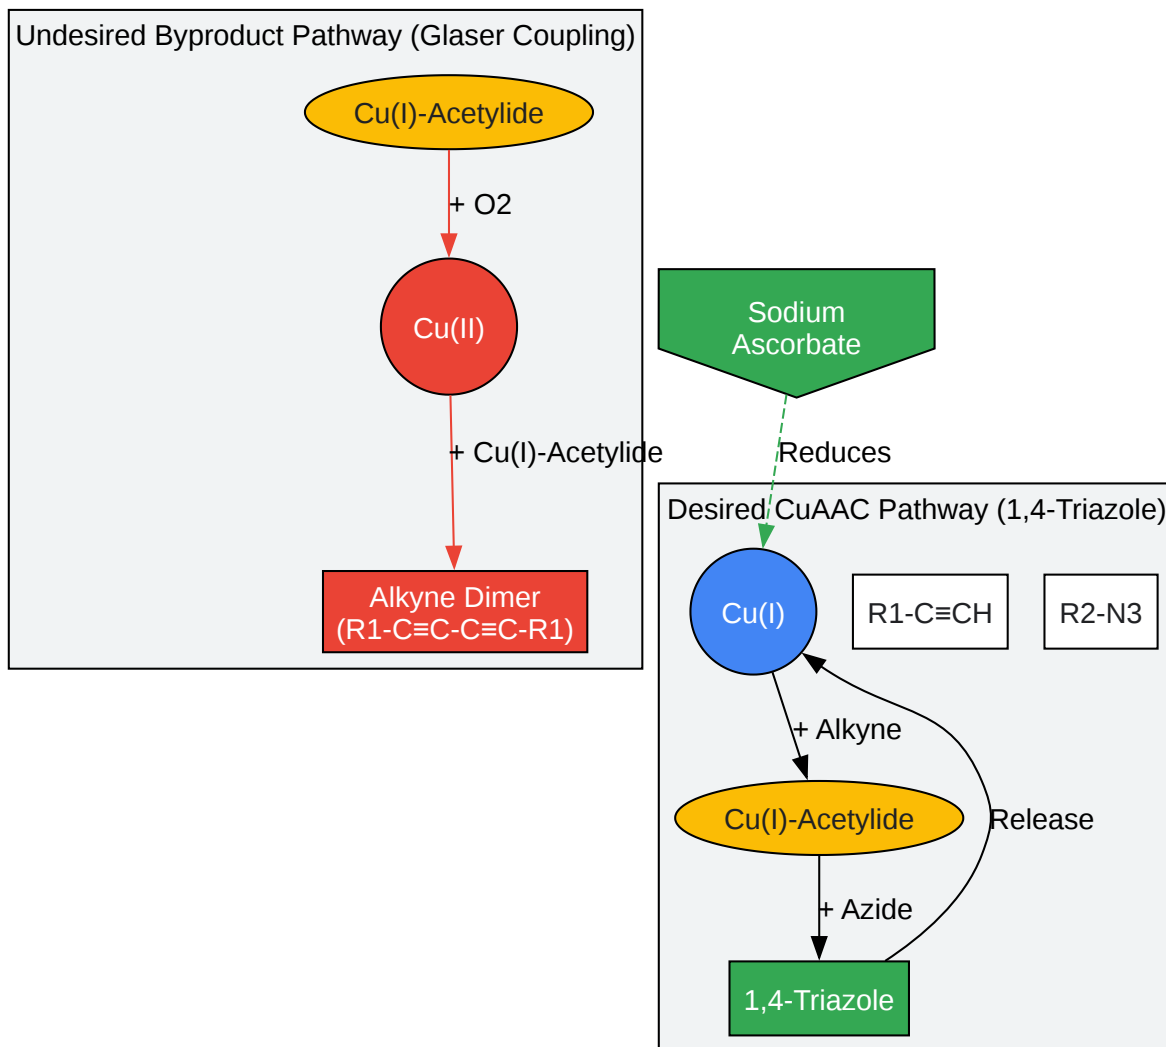 Undesired Byproduct Pathway (Glaser Coupling)
Cu(I)-Acetylide
+ O2
Cu(II)
+ Cu(I)-Acetylide
Alkyne Dimer
(R1-C≡C-C≡C-R1)
Sodium
Ascorbate
Reduces
Desired CuAAC Pathway (1,4-Triazole)
Cu(I)
R1-C≡CH
R2-N3
+ Alkyne
Cu(I)-Acetylide
Release
+ Azide
1,4-Triazole